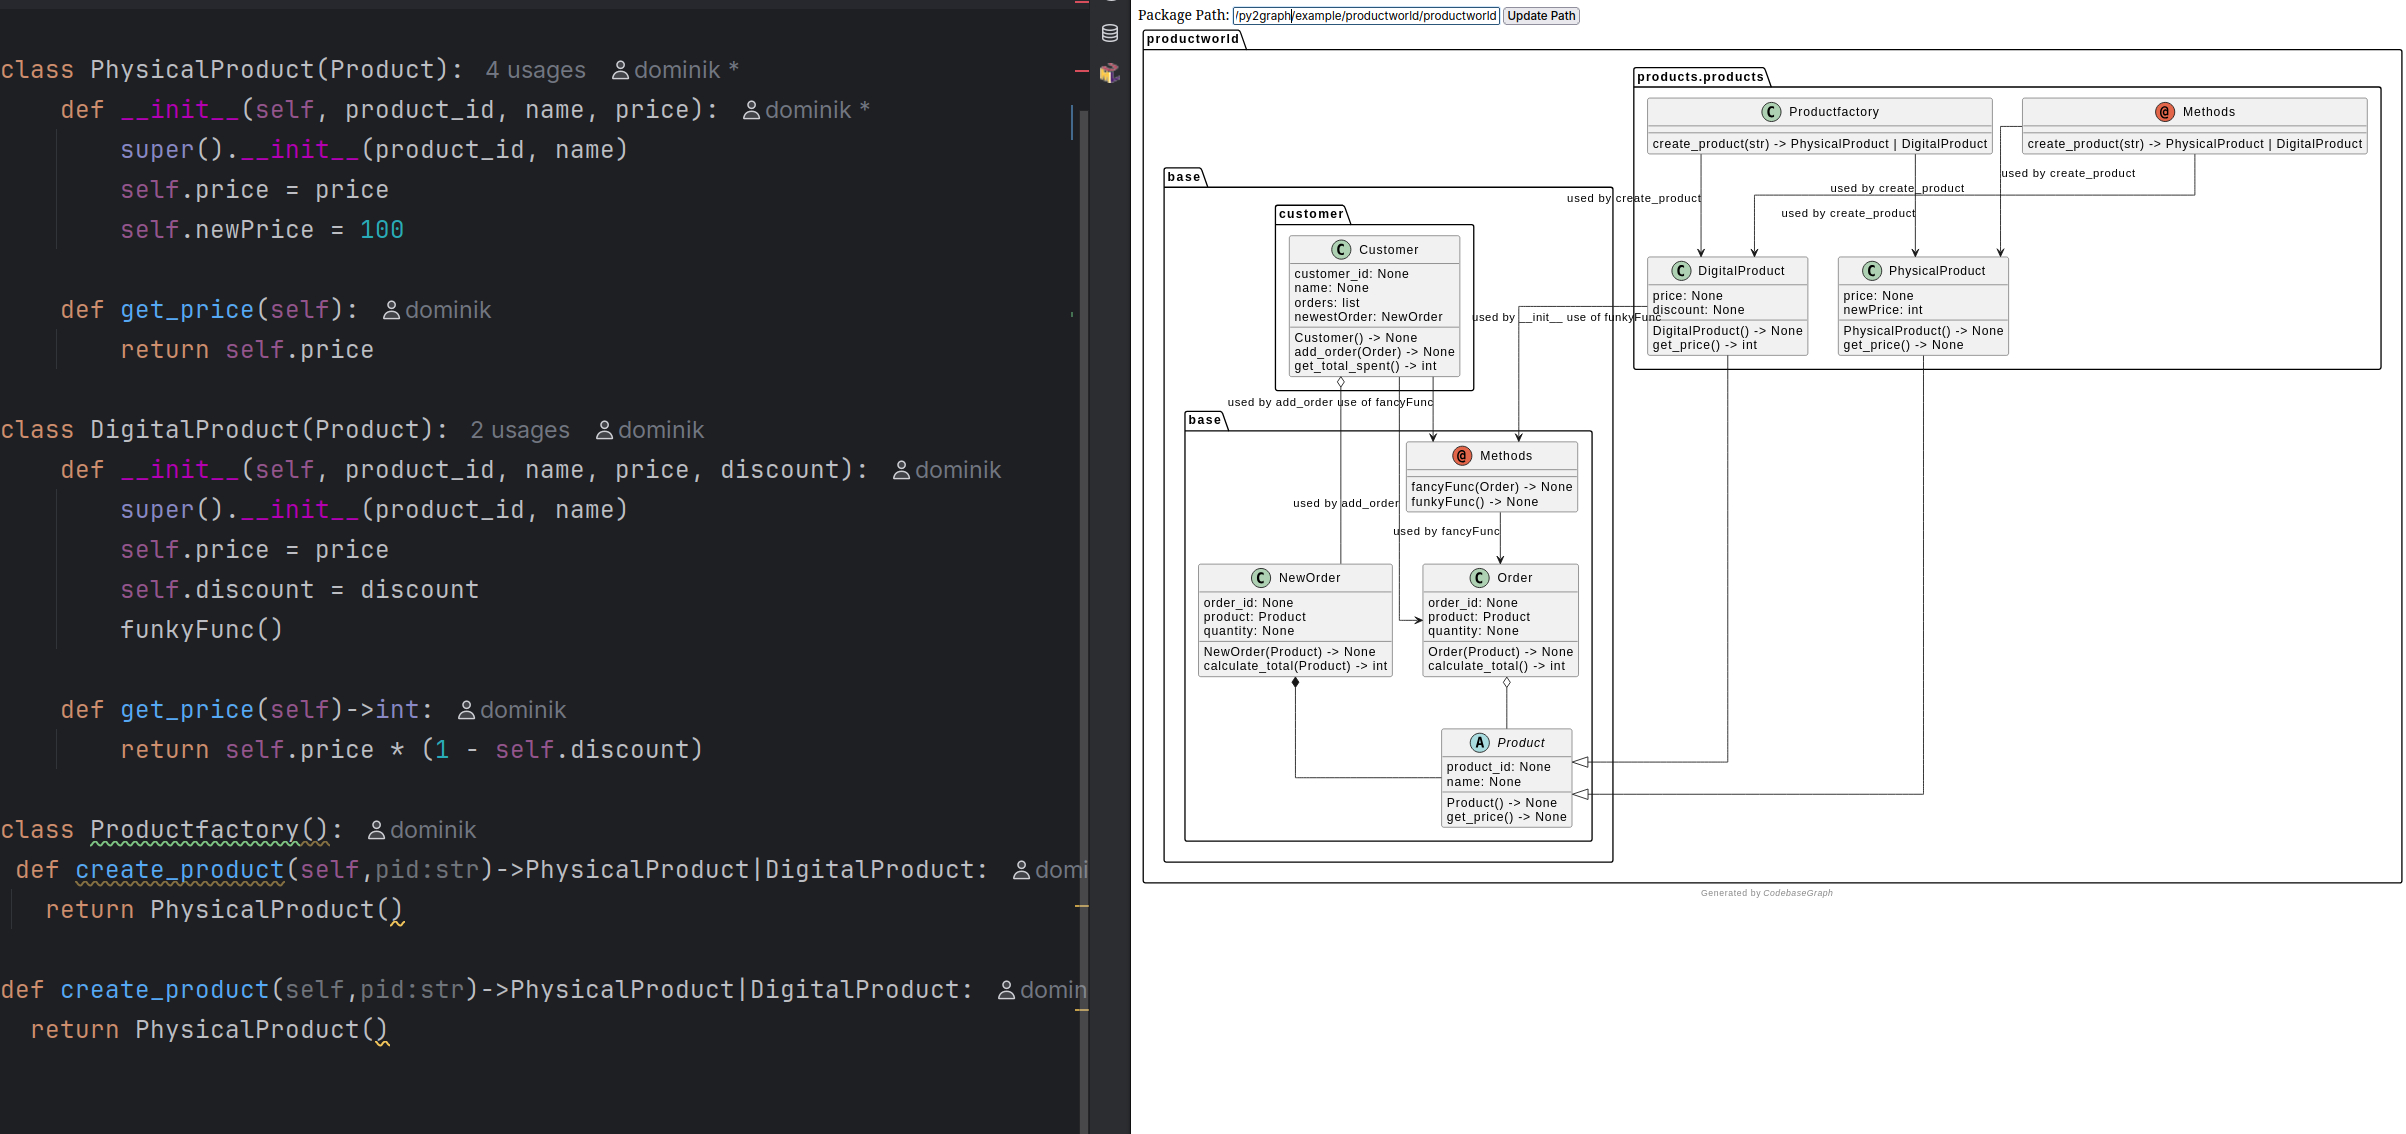 class PhysicalProduct(Product): 4 usages dominik *
def __init__(self, product_id, name, price): dominik *
super().__init__(product_id, name)
self.price = price
self.newPrice = 100
def get_price(self): dominik
return self.price
class DigitalProduct(Product): 2 usages dominik
def __init__(self, product_id, name, price, discount): dominik
super().__init__(product_id, name)
self.price = price
self.discount = discount
funkyFunc()
def get_price(self)->int: dominik
return self.price * (1 - self.discount)
class Productfactory(): dominik
def create_product(self,pid:str)->PhysicalProduct|DigitalProduct: domi
return PhysicalProduct()
def create_product(self,pid:str)->PhysicalProduct|DigitalProduct: domin
return PhysicalProduct()
Package Path: /py2graph/example/productworld/productworld Update Path
productworld
products.products
C Productfactory
create_product(str) -> PhysicalProduct | DigitalProduct
@ Methods
create_product(str) -> PhysicalProduct | DigitalProduct
used by create_product
used by create_product
used by create_product
used by create_product
C DigitalProduct
price: None
discount: None
DigitalProduct() -> None
get_price() -> int
C PhysicalProduct
price: None
newPrice: int
PhysicalProduct() -> None
get_price() -> None
base
customer
C Customer
customer_id: None
name: None
orders: list
newestOrder: NewOrder
Customer() -> None
add_order(Order) -> None
get_total_spent() -> int
used by __init__ use of funkyFunc
used by add_order use of fancyFunc
base
@ Methods
fancyFunc(Order) -> None
funkyFunc() -> None
used by add_order
used by fancyFunc
C NewOrder
order_id: None
product: Product
quantity: None
NewOrder(Product) -> None
calculate_total(Product) -> int
C Order
order_id: None
product: Product
quantity: None
Order(Product) -> None
calculate_total() -> int
A Product
product_id: None
name: None
Product() -> None
get_price() -> None
Generated by CodebaseGraph